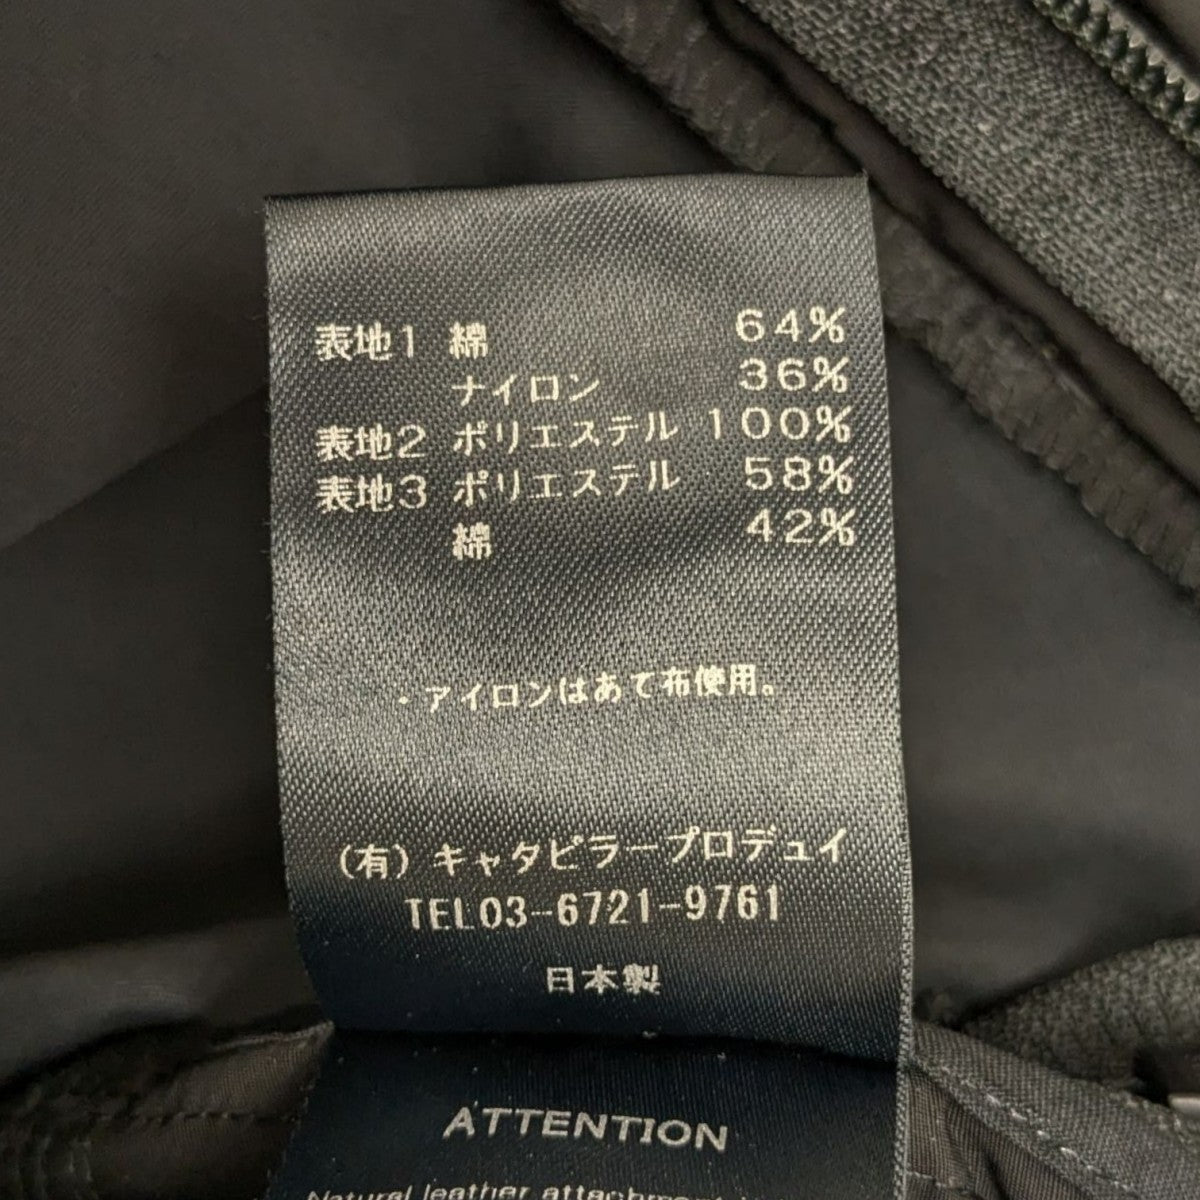 表地1 綿 64%
ナイロン 36%
表地2 ポリエステル 100%
表地3 ポリエステル 58%
綿 42%
・アイロンはあて布使用。
(有)キャタピラープロデュイ
TEL03-6721-9761
日本製
ATTENTION
Natural leather attachment